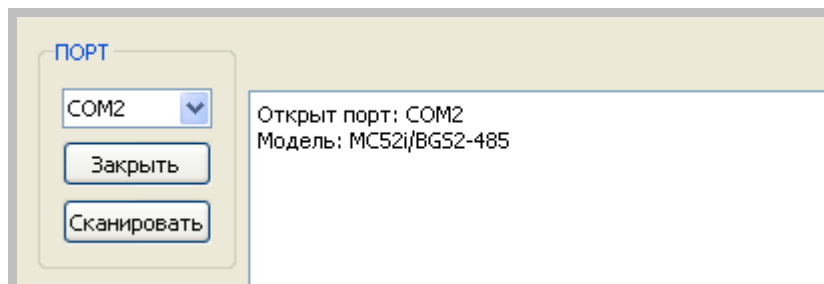 ПОРТ
COM2
Закрыть
Сканировать
Открыт порт: COM2
Модель: MC52i/BGS2-485